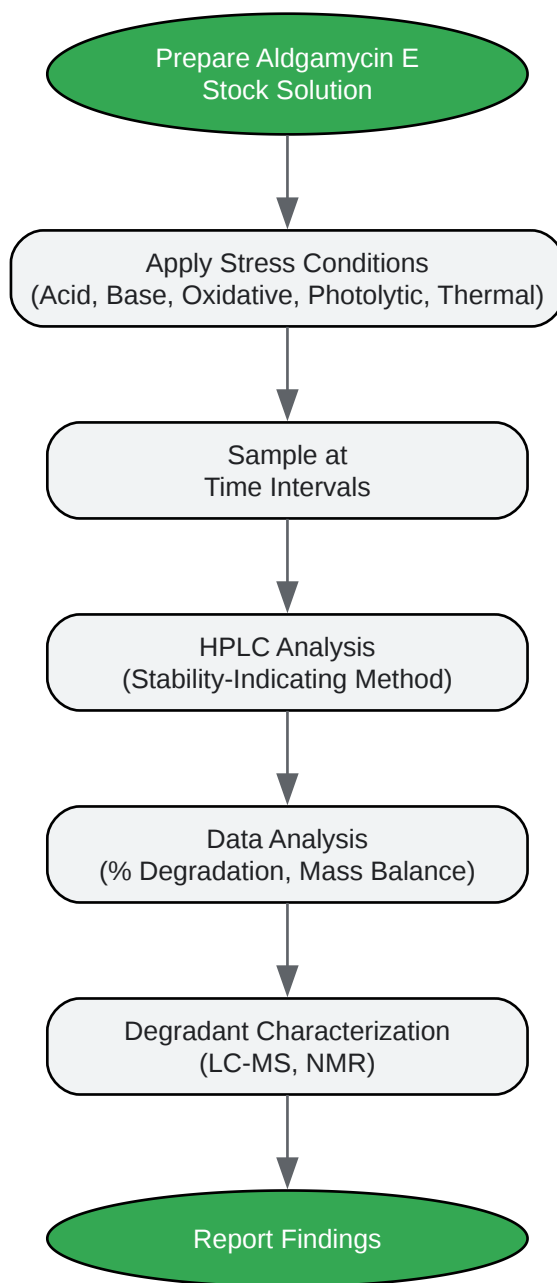 Prepare Aldgamycin E
Stock Solution
Apply Stress Conditions
(Acid, Base, Oxidative, Photolytic, Thermal)
Sample at
Time Intervals
HPLC Analysis
(Stability-Indicating Method)
Data Analysis
(% Degradation, Mass Balance)
Degradant Characterization
(LC-MS, NMR)
Report Findings